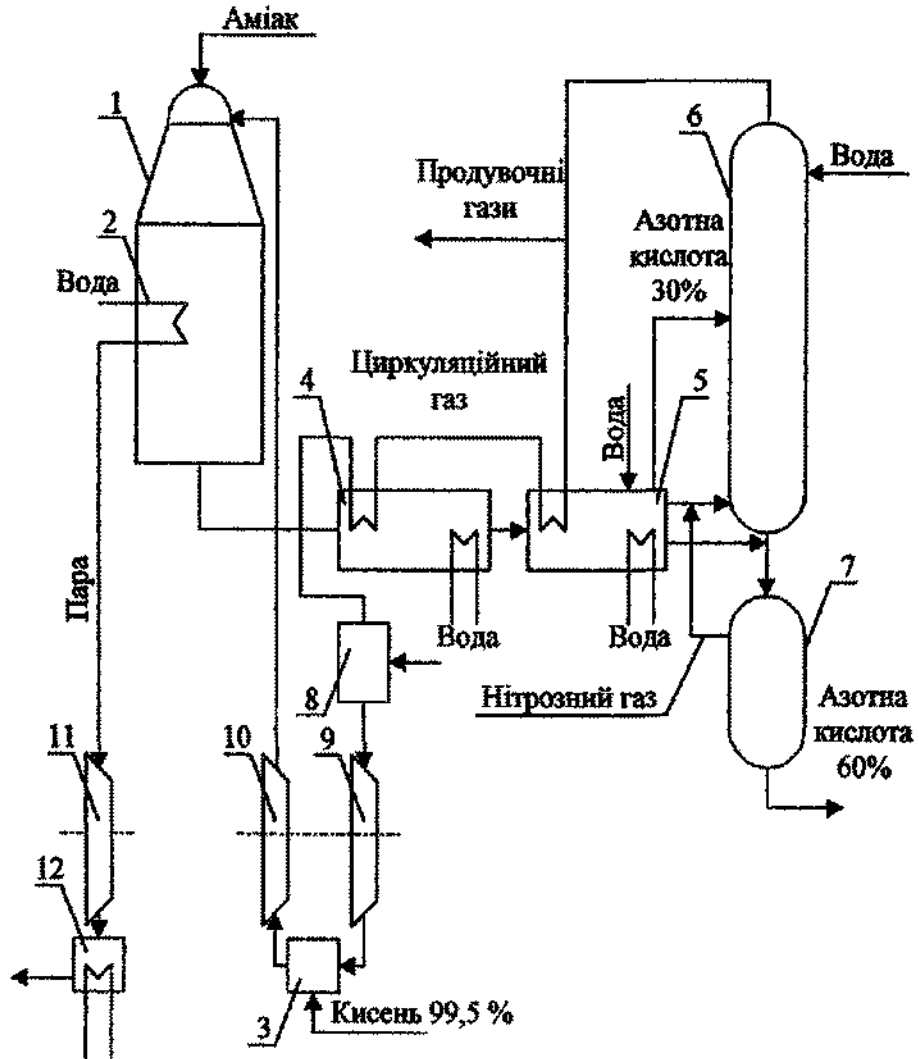 Аміак
1
6
Продувочні
гази
Вода
2
Азотна
кислота
30%
Вода
4
Циркуляційний
газ
5
Вода
Пара
7
Вода
Вода
8
Нітрозний газ
Азотна
кислота
60%
11
10
9
12
3
Кисень 99,5 %